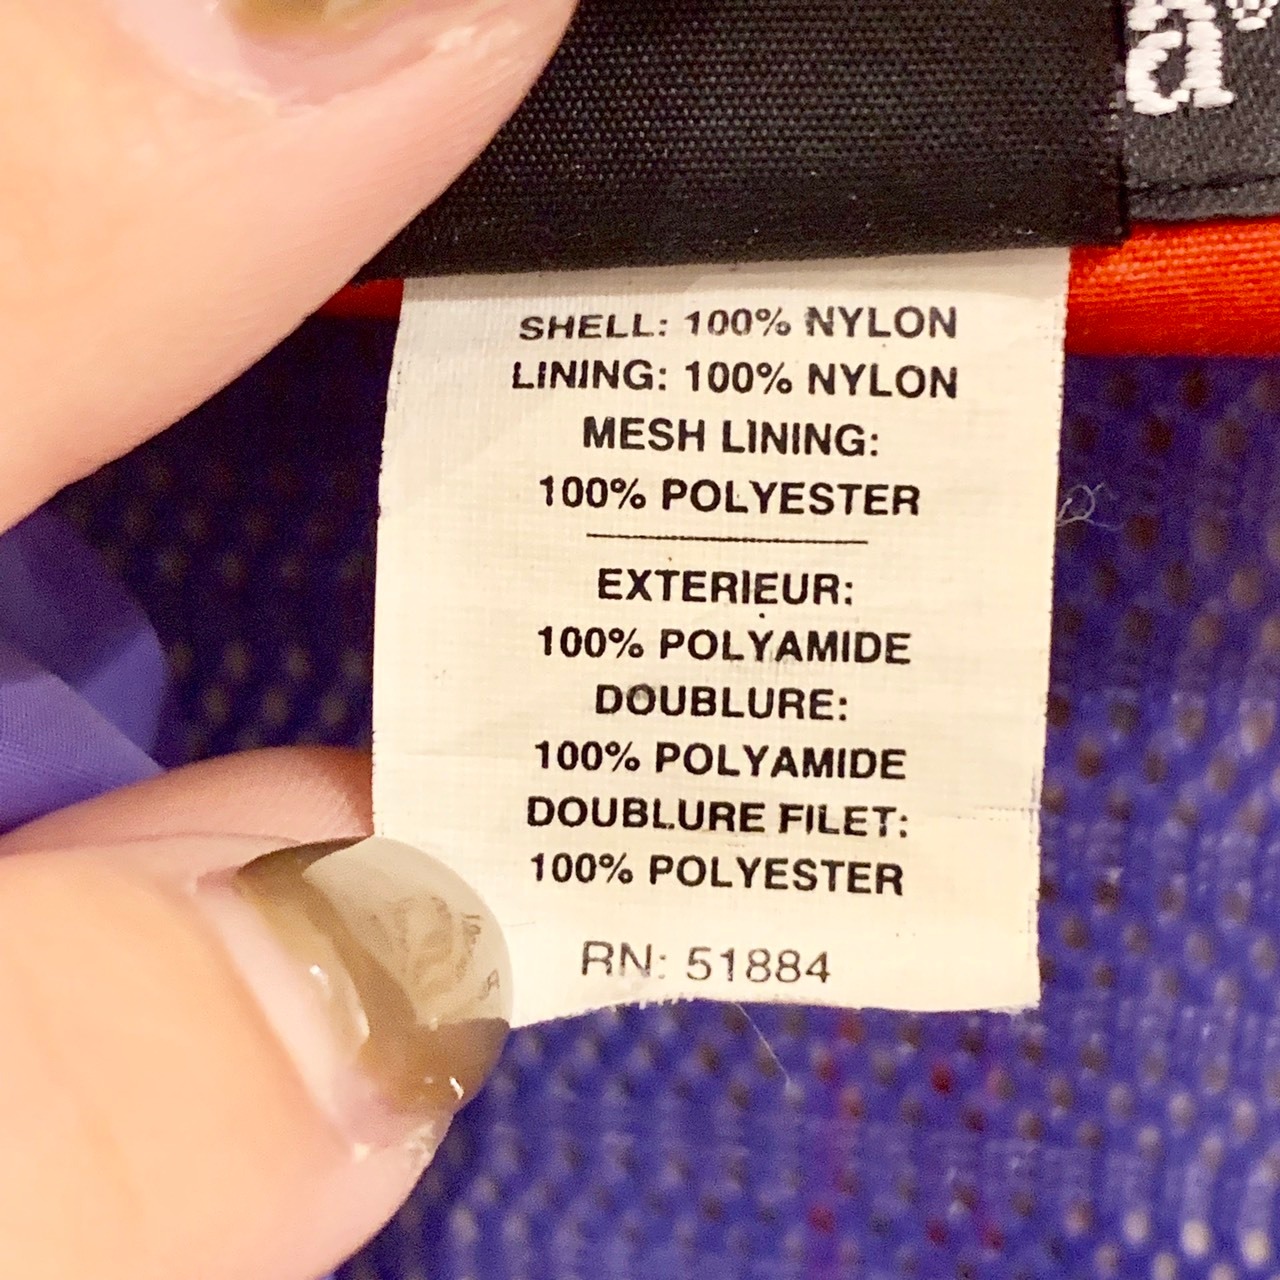 a®
SHELL: 100% NYLON
LINING: 100% NYLON
MESH LINING:
100% POLYESTER
EXTERIEUR:
100% POLYAMIDE
DOUBLURE:
100% POLYAMIDE
DOUBLURE FILET:
100% POLYESTER
RN: 51884